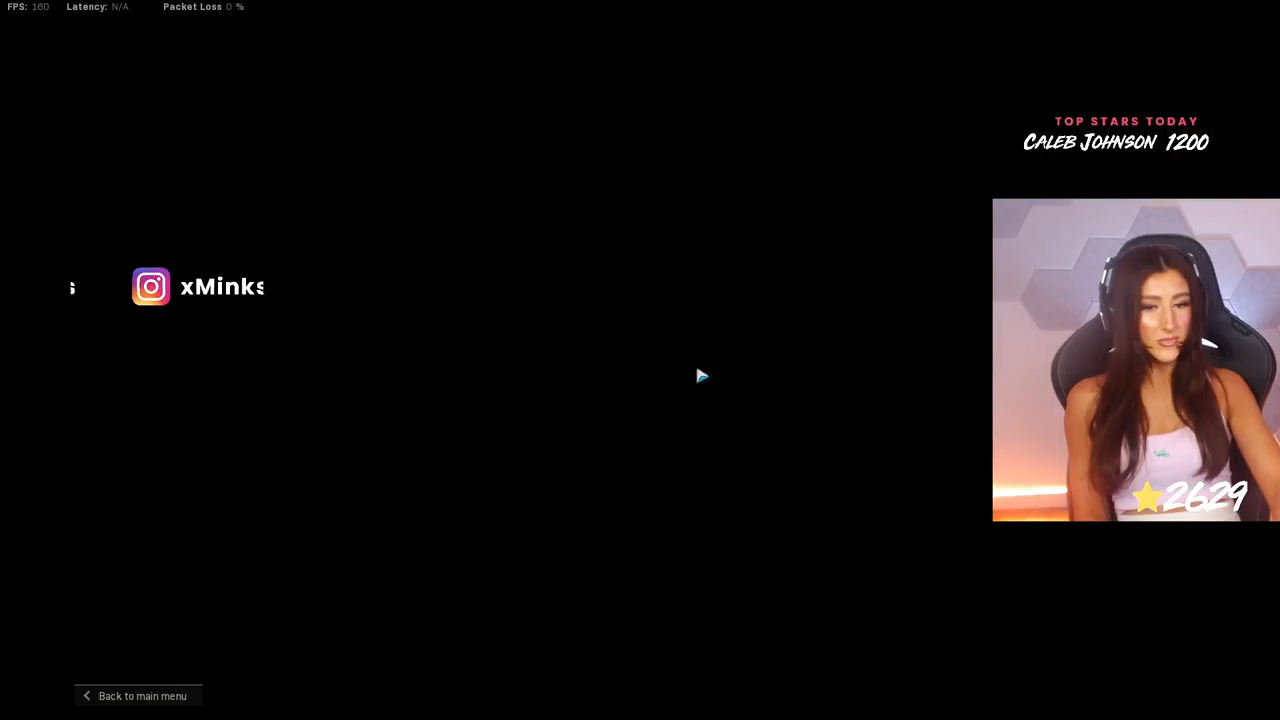 FPS: 160 Latency: N/A Packet Loss 0 %
TOP STARS TODAY
CALEB JOHNSON 1200
s xMinks
2629
Back to main menu